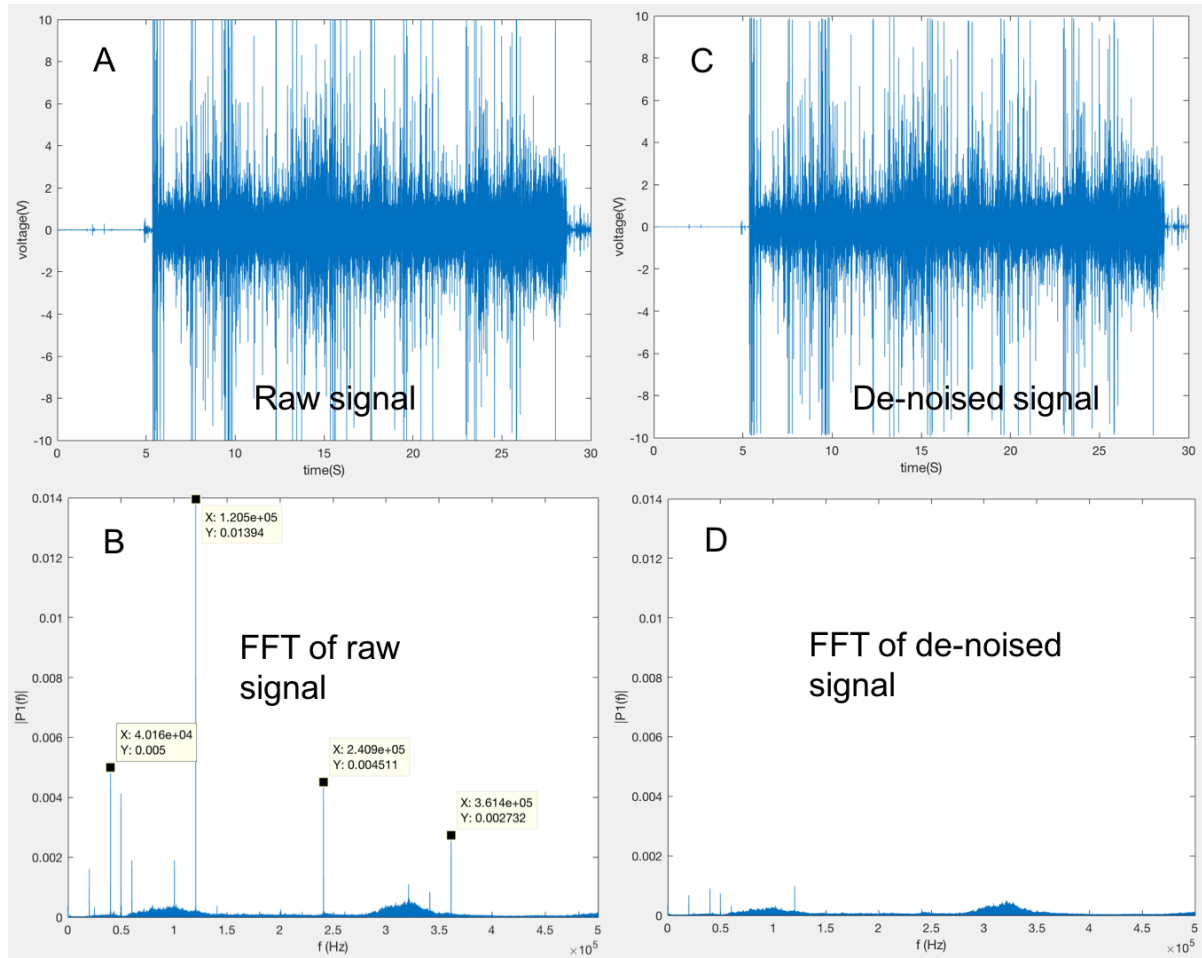 A
10
8
6
4
2
0
-2
-4
-6
-8
-10
voltage(V)
Raw signal
0 5 10 15 20 25 30
time(S)
C
10
8
6
4
2
0
-2
-4
-6
-8
-10
voltage(V)
De-noised signal
0 5 10 15 20 25 30
time(S)
B
0.014
0.012
0.01
0.008
0.006
0.004
0.002
0
|P1(f)|
X: 1.205e+05
Y: 0.01394
FFT of raw
signal
X: 4.016e+04
Y: 0.005
X: 2.409e+05
Y: 0.004511
X: 3.614e+05
Y: 0.002732
0 0.5 1 1.5 2 2.5 3 3.5 4 4.5 5
f (Hz)
×10⁵
D
0.014
0.012
0.01
0.008
0.006
0.004
0.002
0
|P1(f)|
FFT of de-noised
signal
0 0.5 1 1.5 2 2.5 3 3.5 4 4.5 5
f (Hz)
×10⁵